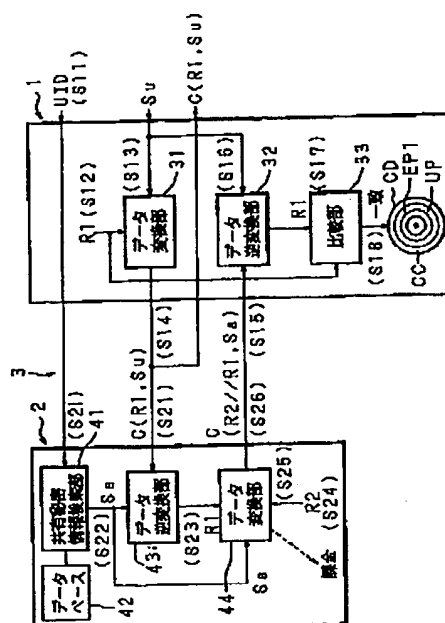 3
2
共有秘密
情報検索部
41
データ
ベース
42
(S21)
(S22)
Sa
データ
逆変換部
43
C(R1,Su)
(S21)
(S14)
(S23)
R1
データ
変換部
44
Sa
(S25)
R2
(S24)
課金
C
(R2//R1,Sa)
(S26)
(S15)
1
UID
(S11)
R1(S12)
(S13)
データ
変換部
31
Su
C(R1,Su)
(S16)
データ
逆変換部
32
R1
(S17)
比較部
33
(S18)
一致
CD
EP1
UP
CC